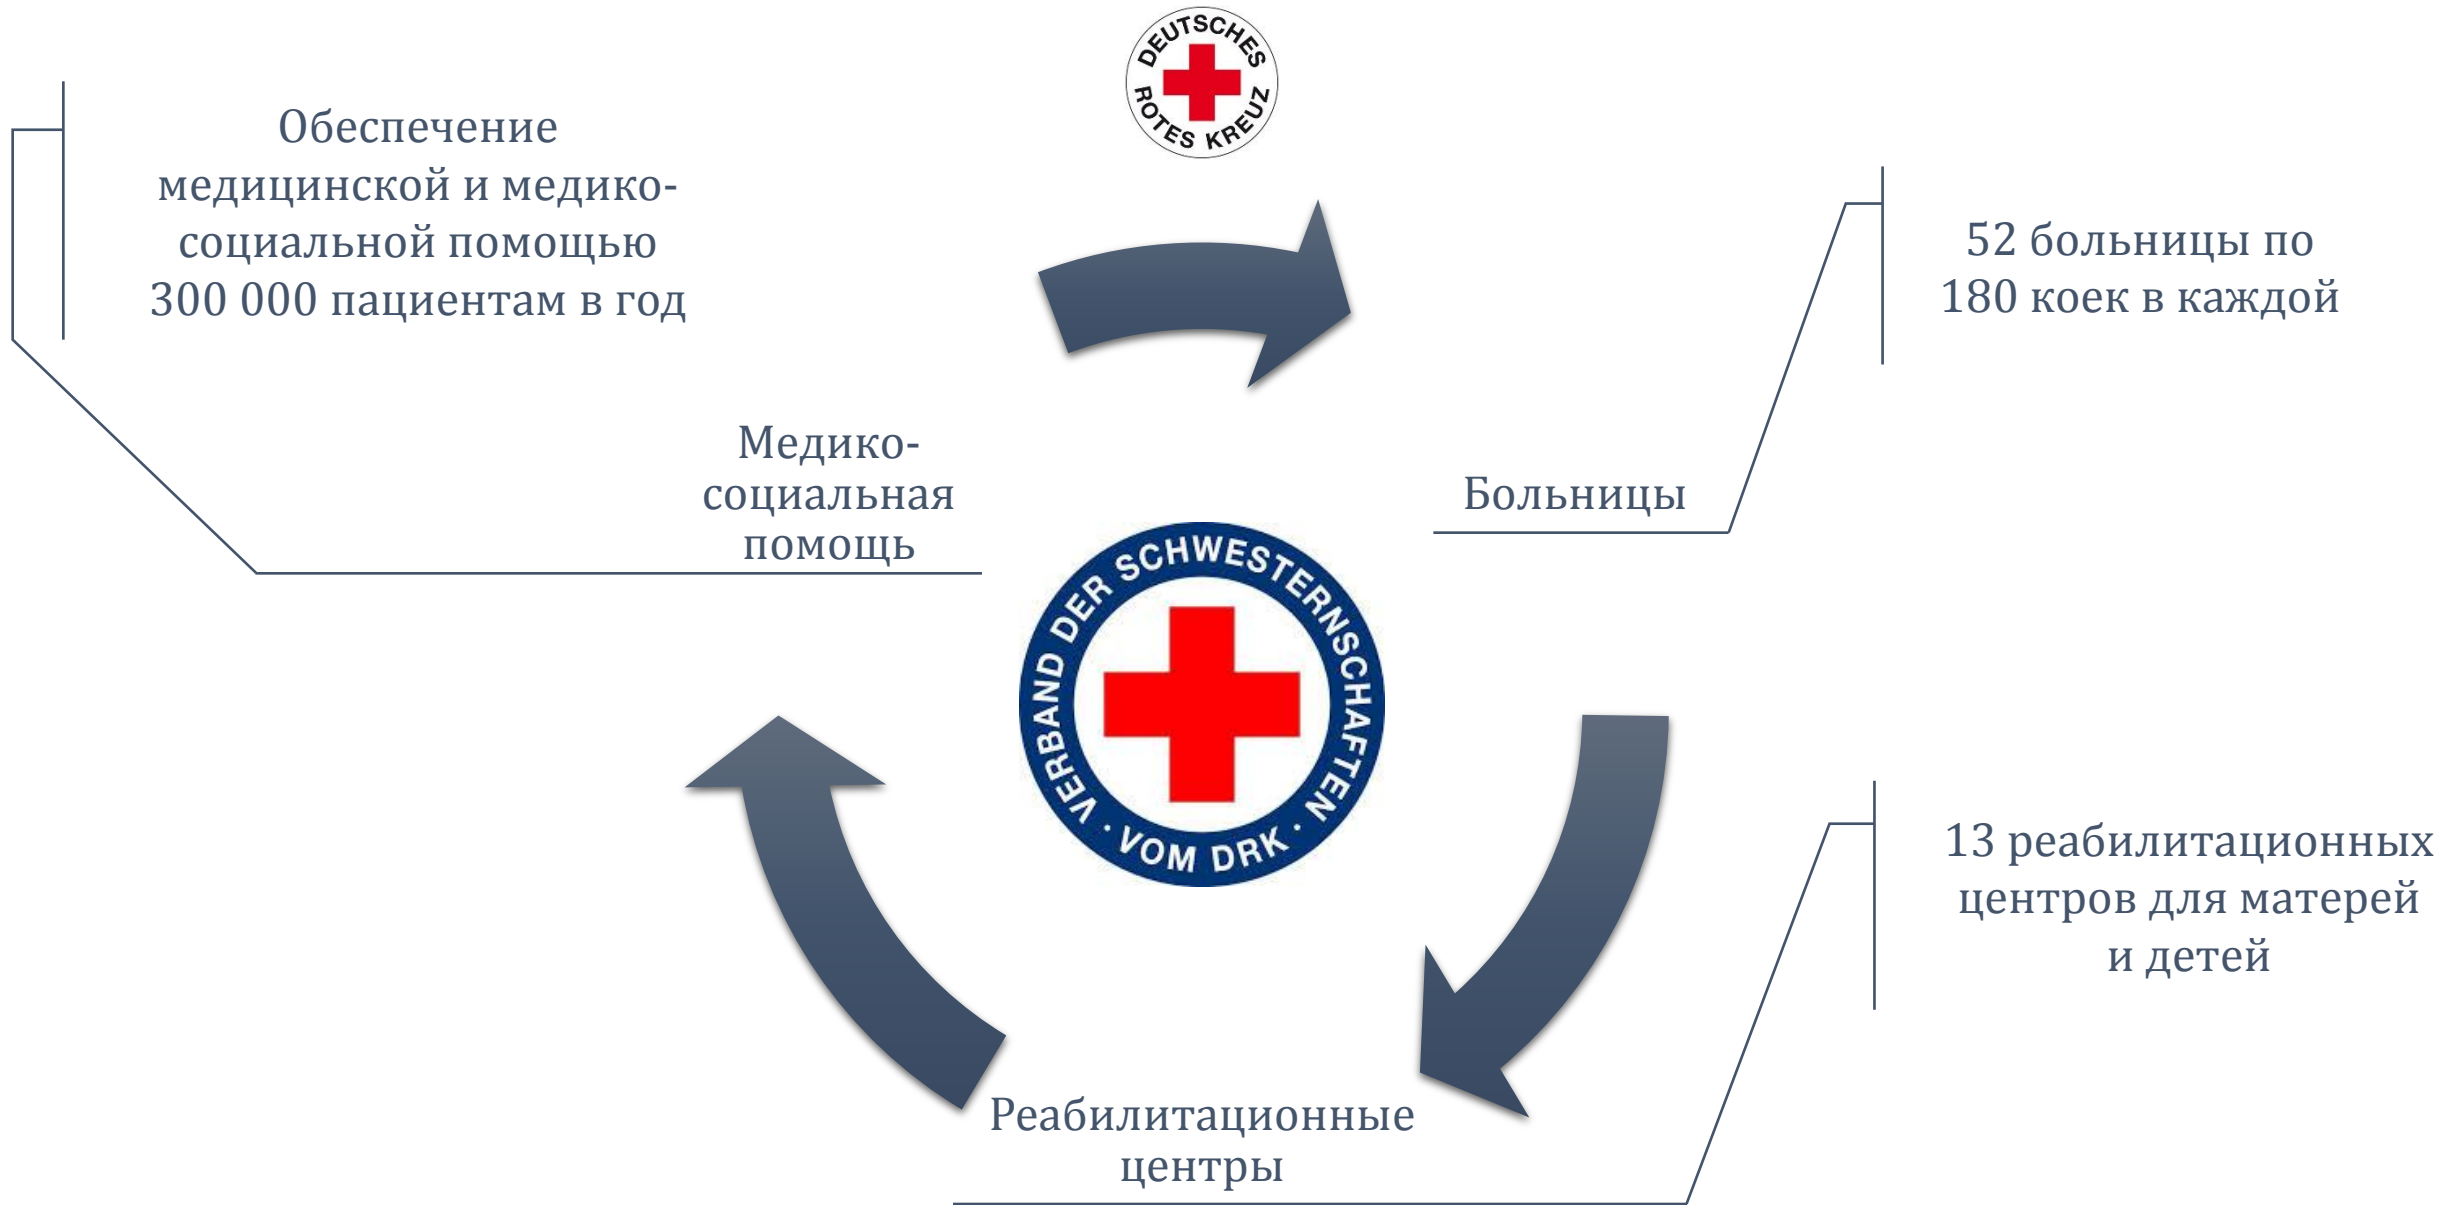 DEUTSCHES
ROTES KREUZ
Обеспечение
медицинской и медико-
социальной помощью
300 000 пациентам в год
52 больницы по
180 коек в каждой
Медико-
социальная
помощь
Больницы
VERBAND DER SCHWESTERNSCHAFTEN
· VOM DRK ·
13 реабилитационных
центров для матерей
и детей
Реабилитационные
центры